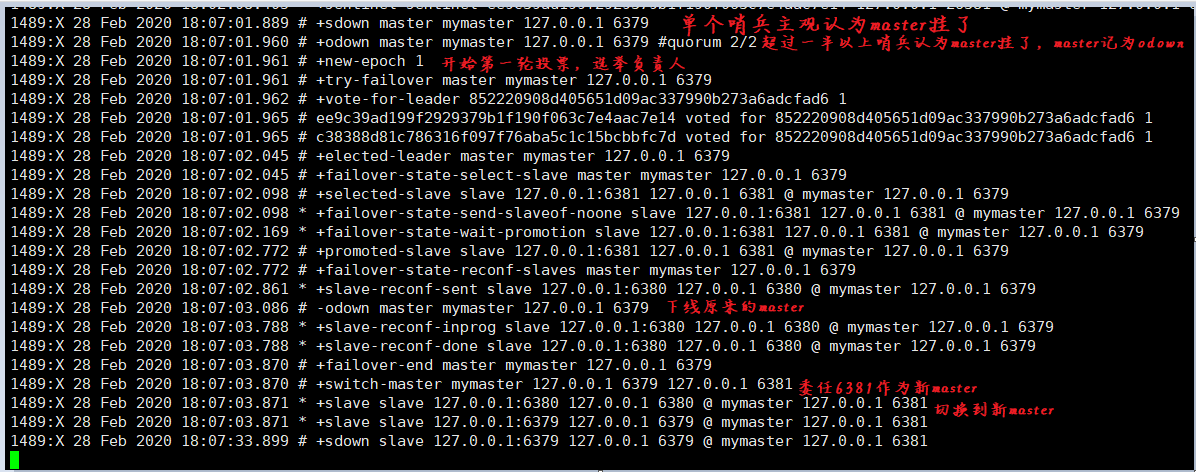 1489:X 28 Feb 2020 18:07:01.889 # +sdown master mymaster 127.0.0.1 6379 单个哨兵主观认为master挂了
1489:X 28 Feb 2020 18:07:01.960 # +odown master mymaster 127.0.0.1 6379 #quorum 2/2 超过一半以上哨兵认为master挂了，master记为odown
1489:X 28 Feb 2020 18:07:01.961 # +new-epoch 1 开始第一轮投票，选举负责人
1489:X 28 Feb 2020 18:07:01.961 # +try-failover master mymaster 127.0.0.1 6379
1489:X 28 Feb 2020 18:07:01.962 # +vote-for-leader 852220908d405651d09ac337990b273a6adcfad6 1
1489:X 28 Feb 2020 18:07:01.965 # ee9c39ad199f2929379b1f190f063c7e4aac7e14 voted for 852220908d405651d09ac337990b273a6adcfad6 1
1489:X 28 Feb 2020 18:07:01.965 # c38388d81c786316f097f76aba5c1c15bcbbfc7d voted for 852220908d405651d09ac337990b273a6adcfad6 1
1489:X 28 Feb 2020 18:07:02.045 # +elected-leader master mymaster 127.0.0.1 6379
1489:X 28 Feb 2020 18:07:02.045 # +failover-state-select-slave master mymaster 127.0.0.1 6379
1489:X 28 Feb 2020 18:07:02.098 # +selected-slave slave 127.0.0.1:6381 127.0.0.1 6381 @ mymaster 127.0.0.1 6379
1489:X 28 Feb 2020 18:07:02.098 * +failover-state-send-slaveof-noone slave 127.0.0.1:6381 127.0.0.1 6381 @ mymaster 127.0.0.1 6379
1489:X 28 Feb 2020 18:07:02.169 * +failover-state-wait-promotion slave 127.0.0.1:6381 127.0.0.1 6381 @ mymaster 127.0.0.1 6379
1489:X 28 Feb 2020 18:07:02.772 # +promoted-slave slave 127.0.0.1:6381 127.0.0.1 6381 @ mymaster 127.0.0.1 6379
1489:X 28 Feb 2020 18:07:02.772 # +failover-state-reconf-slaves master mymaster 127.0.0.1 6379
1489:X 28 Feb 2020 18:07:02.861 * +slave-reconf-sent slave 127.0.0.1:6380 127.0.0.1 6380 @ mymaster 127.0.0.1 6379
1489:X 28 Feb 2020 18:07:03.086 # -odown master mymaster 127.0.0.1 6379 下线原来的master
1489:X 28 Feb 2020 18:07:03.788 * +slave-reconf-inprog slave 127.0.0.1:6380 127.0.0.1 6380 @ mymaster 127.0.0.1 6379
1489:X 28 Feb 2020 18:07:03.788 * +slave-reconf-done slave 127.0.0.1:6380 127.0.0.1 6380 @ mymaster 127.0.0.1 6379
1489:X 28 Feb 2020 18:07:03.870 # +failover-end master mymaster 127.0.0.1 6379
1489:X 28 Feb 2020 18:07:03.870 # +switch-master mymaster 127.0.0.1 6379 127.0.0.1 6381 委任6381作为新master
1489:X 28 Feb 2020 18:07:03.871 * +slave slave 127.0.0.1:6380 127.0.0.1 6380 @ mymaster 127.0.0.1 6381 切换到新master
1489:X 28 Feb 2020 18:07:03.871 * +slave slave 127.0.0.1:6379 127.0.0.1 6379 @ mymaster 127.0.0.1 6381
1489:X 28 Feb 2020 18:07:33.899 # +sdown slave 127.0.0.1:6379 127.0.0.1 6379 @ mymaster 127.0.0.1 6381